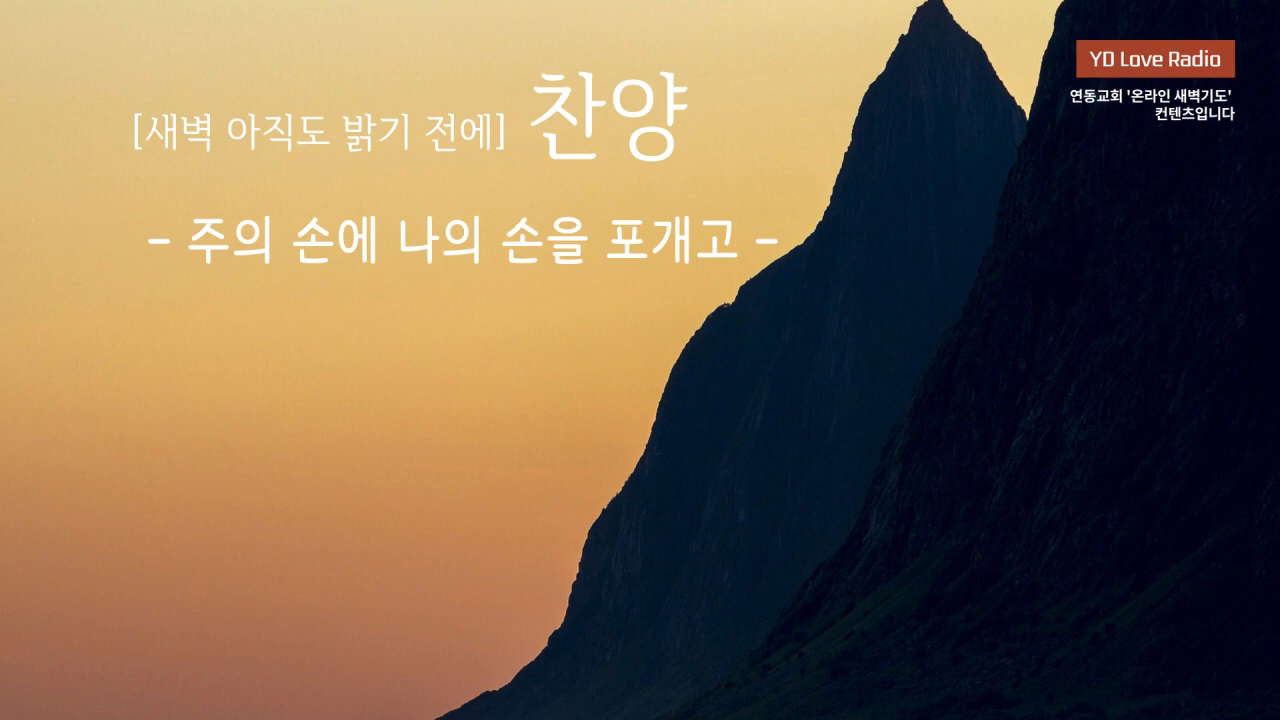 [새벽 아직도 밝기 전에] 찬양
- 주의 손에 나의 손을 포개고 -
YD Love Radio
연동교회 '온라인 새벽기도'
컨텐츠입니다